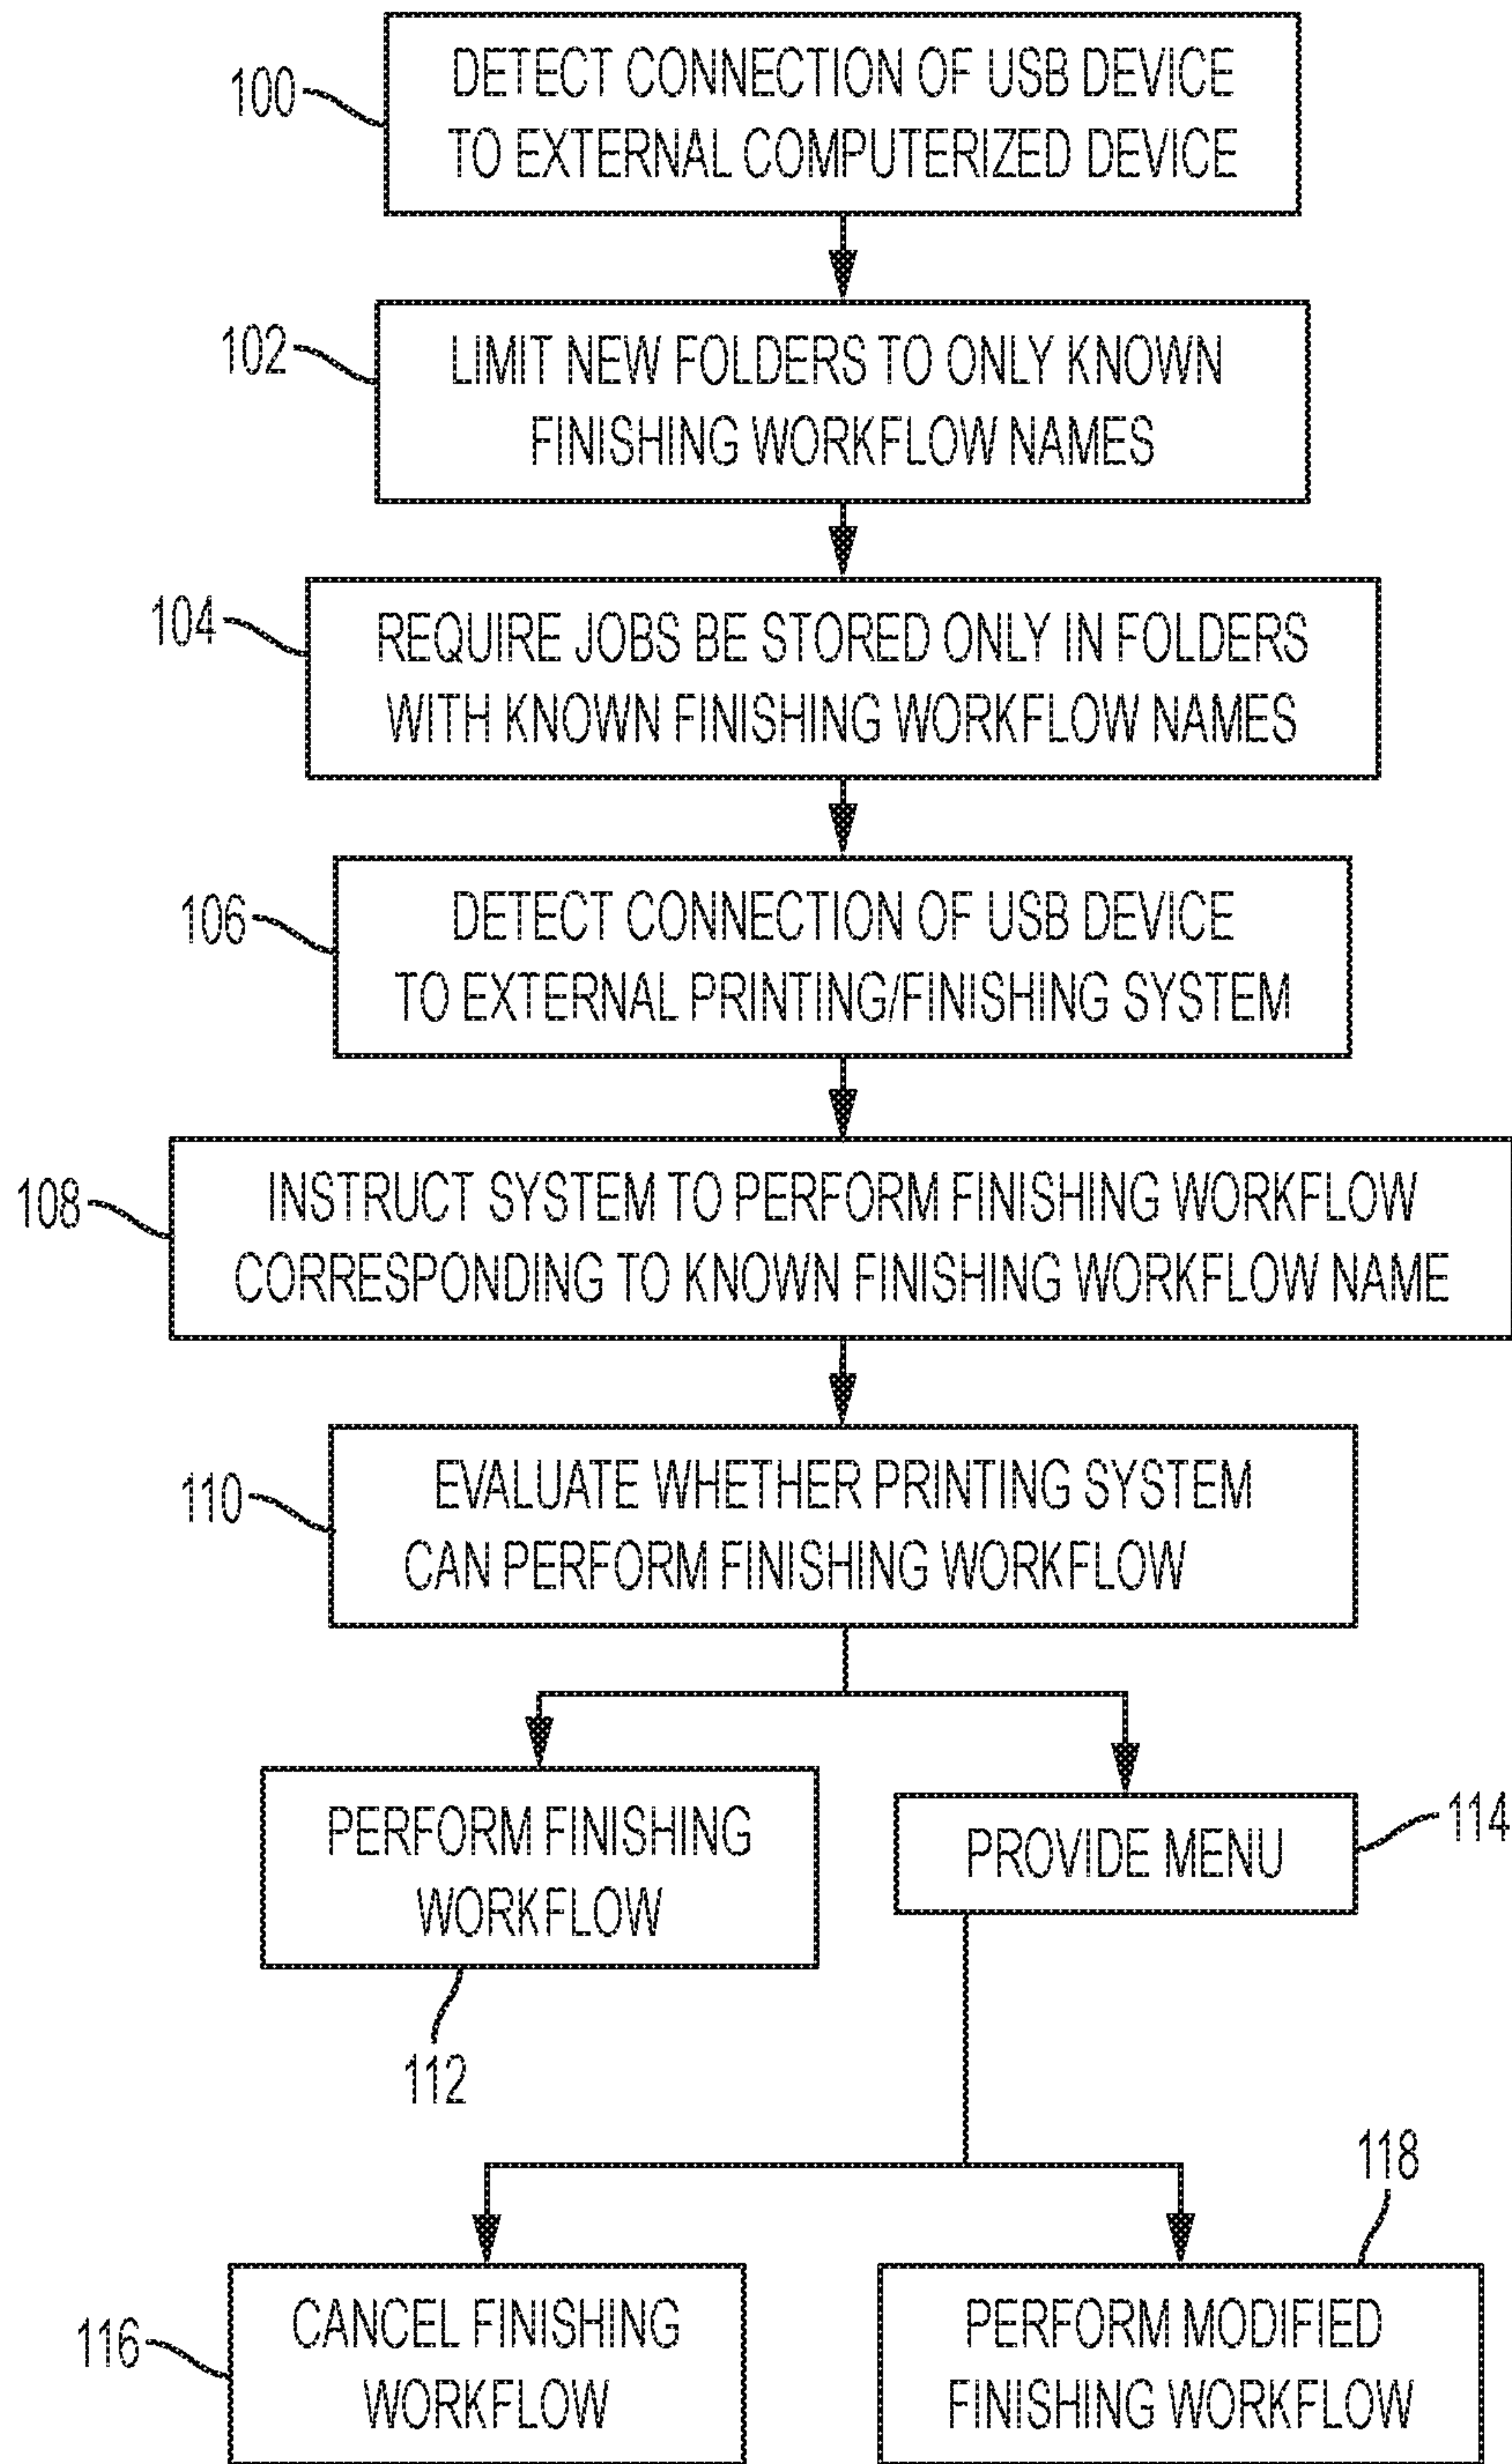 100
DETECT CONNECTION OF USB DEVICE
TO EXTERNAL COMPUTERIZED DEVICE
102
LIMIT NEW FOLDERS TO ONLY KNOWN
FINISHING WORKFLOW NAMES
104
REQUIRE JOBS BE STORED ONLY IN FOLDERS
WITH KNOWN FINISHING WORKFLOW NAMES
106
DETECT CONNECTION OF USB DEVICE
TO EXTERNAL PRINTING/FINISHING SYSTEM
108
INSTRUCT SYSTEM TO PERFORM FINISHING WORKFLOW
CORRESPONDING TO KNOWN FINISHING WORKFLOW NAME
110
EVALUATE WHETHER PRINTING SYSTEM
CAN PERFORM FINISHING WORKFLOW
PERFORM FINISHING
WORKFLOW
112
PROVIDE MENU
114
116
CANCEL FINISHING
WORKFLOW
118
PERFORM MODIFIED
FINISHING WORKFLOW